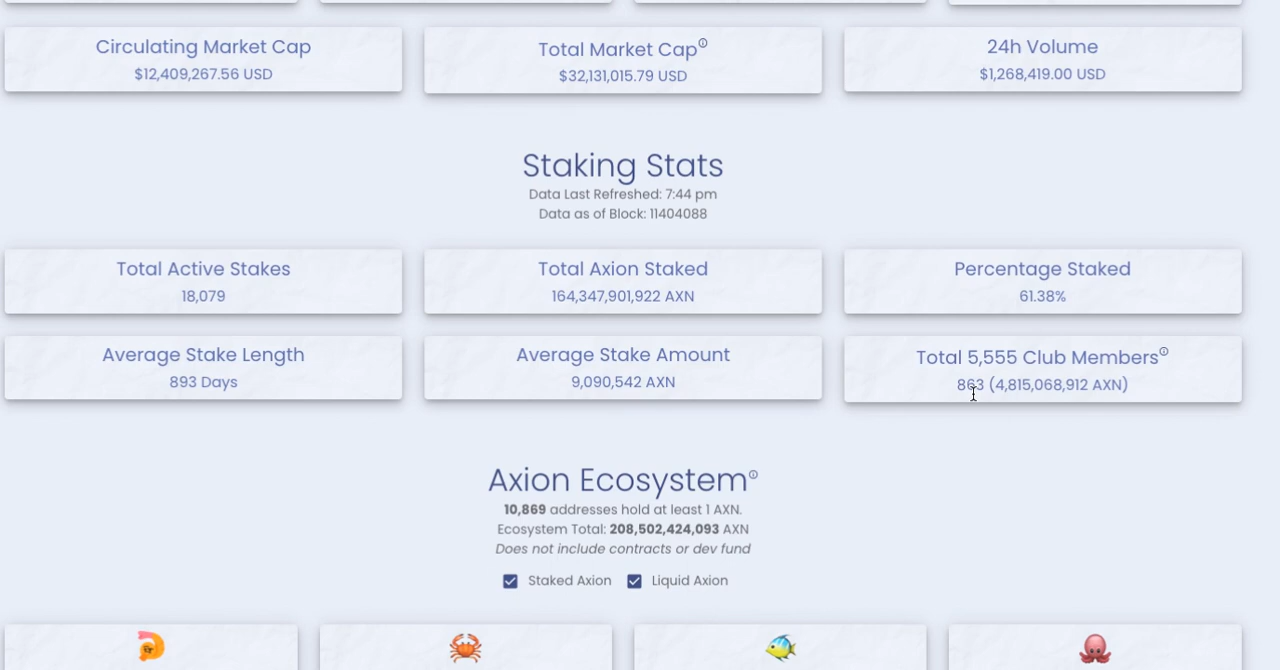 Circulating Market Cap
$12,409,267.56 USD
Total Market Cap
$32,131,015.79 USD
24h Volume
$1,268,419.00 USD
Staking Stats
Data Last Refreshed: 7:44 pm
Data as of Block: 11404088
Total Active Stakes
18,079
Total Axion Staked
164,347,901,922 AXN
Percentage Staked
61.38%
Average Stake Length
893 Days
Average Stake Amount
9,090,542 AXN
Total 5,555 Club Members
863 (4,815,068,912 AXN)
Axion Ecosystem
10,869 addresses hold at least 1 AXN.
Ecosystem Total: 208,502,424,093 AXN
Does not include contracts or dev fund
Staked Axion
Liquid Axion